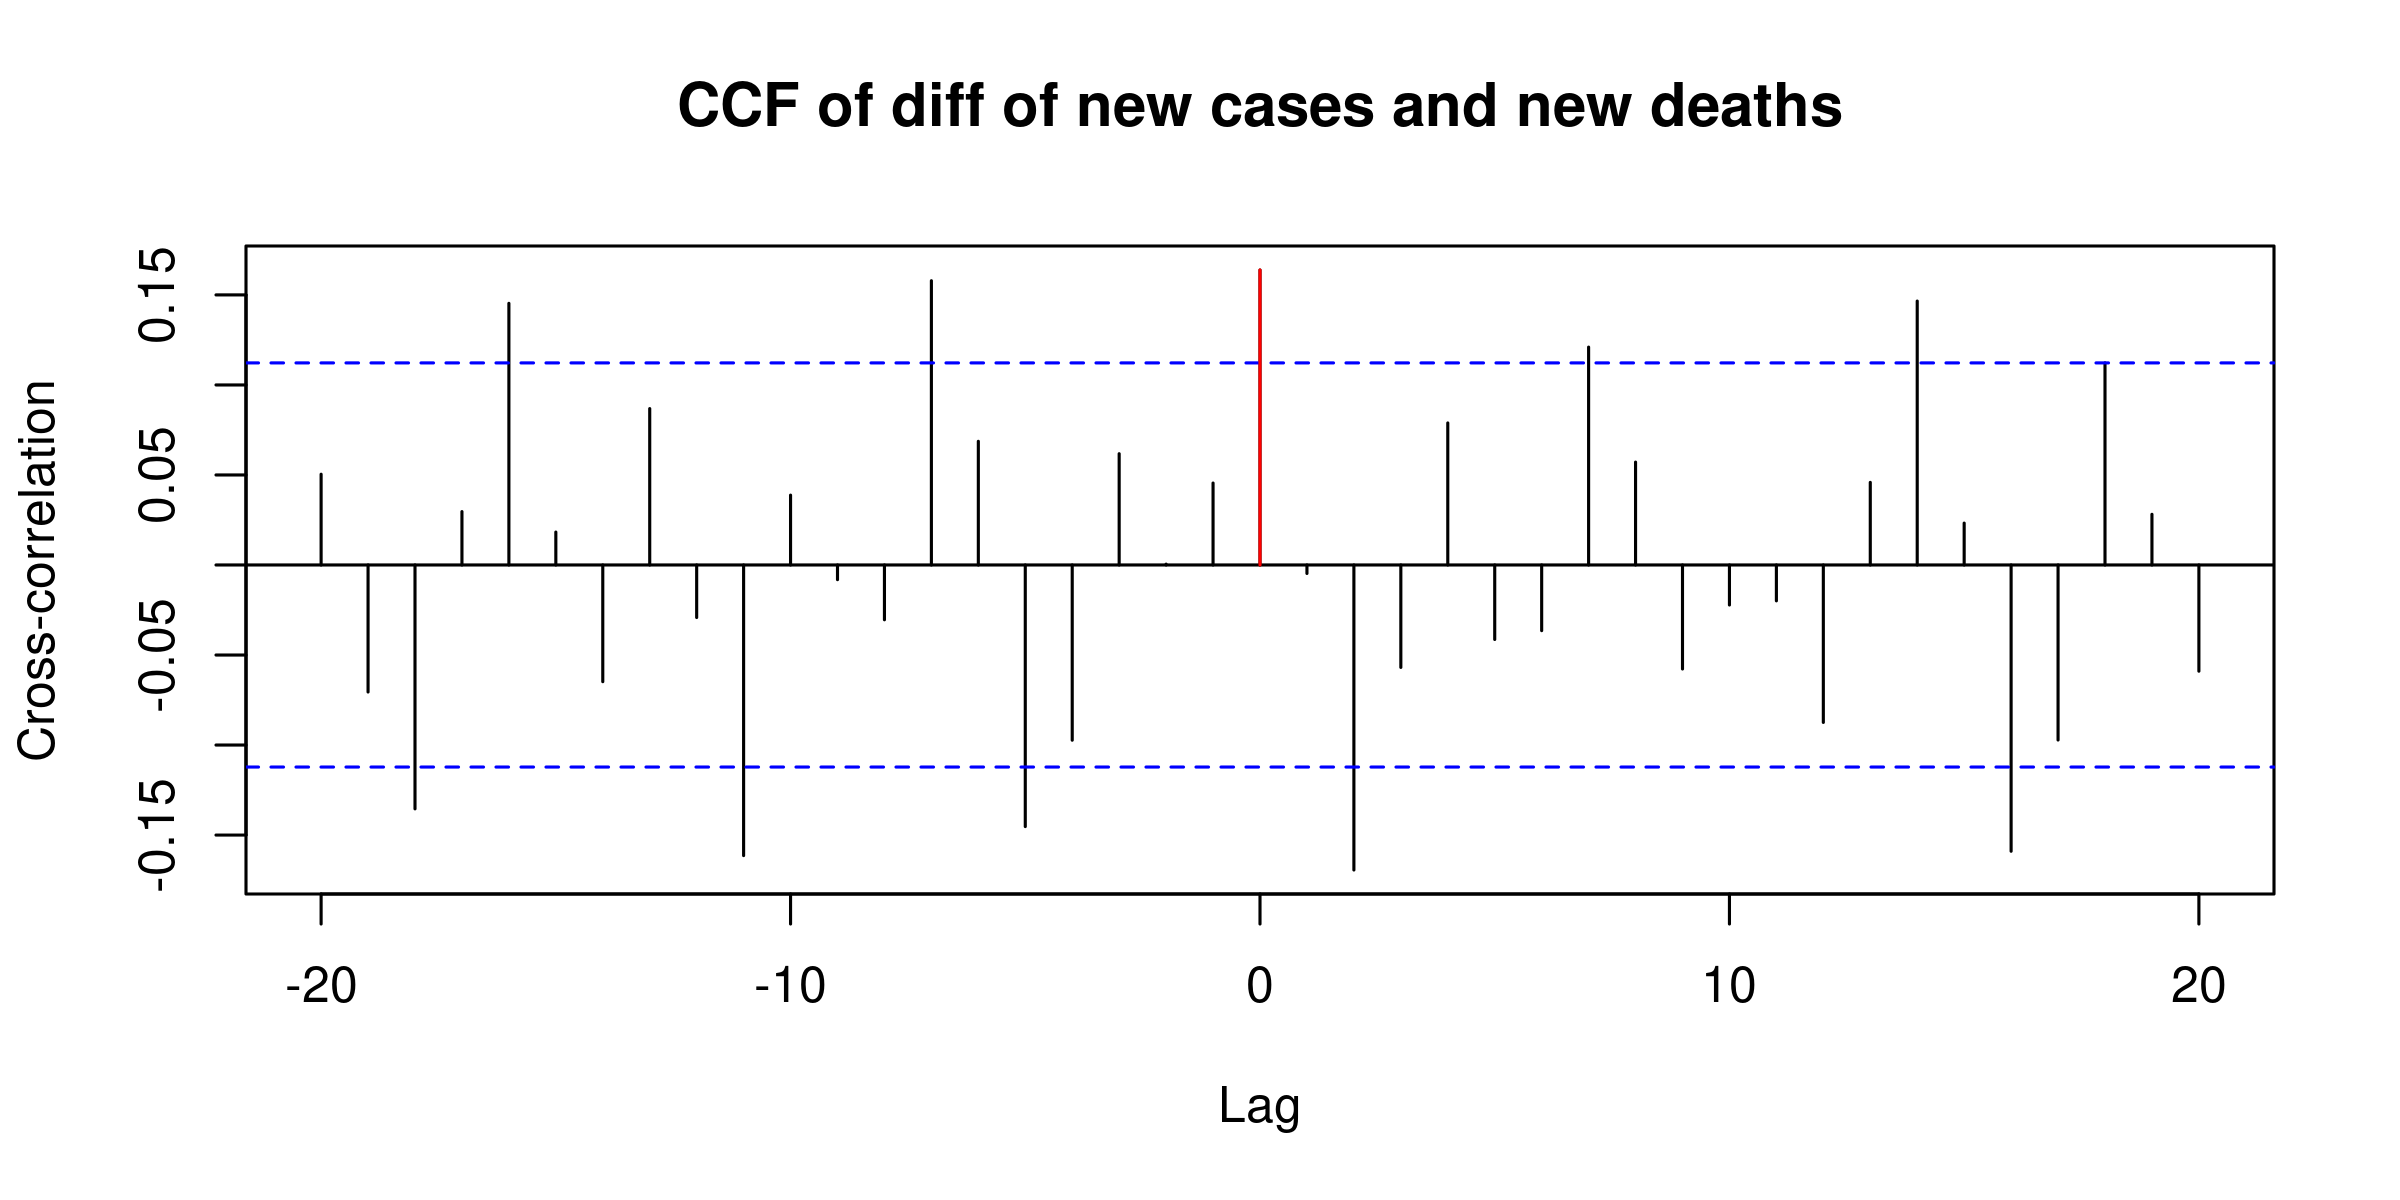 CCF of diff of new cases and new deaths
Cross-correlation
0.15
0.05
-0.05
-0.15
-20 -10 0 10 20
Lag